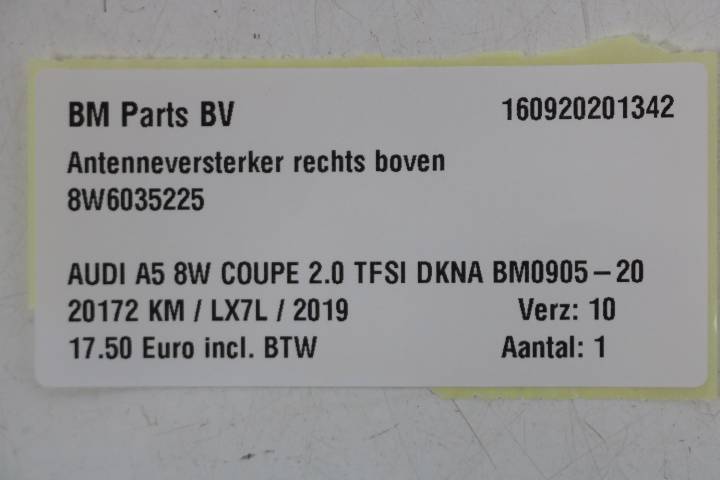 BM Parts BV 160920201342
Antenneversterker rechts boven
8W6035225
AUDI A5 8W COUPE 2.0 TFSI DKNA BM0905-20
20172 KM / LX7L / 2019 Verz: 10
17.50 Euro incl. BTW Aantal: 1